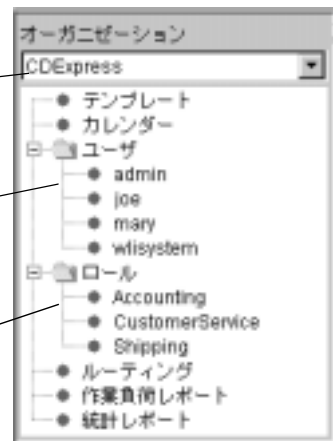 オーガニゼーション
CDExpress
テンプレート
カレンダー
ユーザ
admin
joe
mary
wlisystem
ロール
Accounting
CustomerService
Shipping
ルーティング
作業負荷レポート
統計レポート